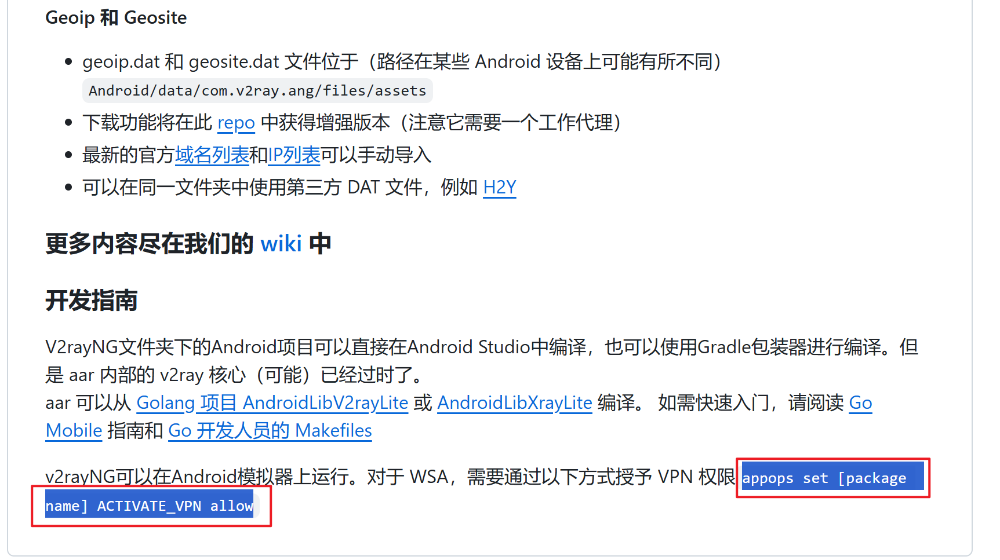 Geoip 和 Geosite
geoip.dat 和 geosite.dat 文件位于（路径在某些 Android 设备上可能有所不同）
Android/data/com.v2ray.ang/files/assets
下载功能将在此 repo 中获得增强版本（注意它需要一个工作代理）
最新的官方域名列表和IP列表可以手动导入
可以在同一文件夹中使用第三方 DAT 文件，例如 H2Y
更多内容尽在我们的 wiki 中
开发指南
V2rayNG文件夹下的Android项目可以直接在Android Studio中编译，也可以使用Gradle包装器进行编译。但
是 aar 内部的 v2ray 核心（可能）已经过时了。
aar 可以从 Golang 项目 AndroidLibV2rayLite 或 AndroidLibXrayLite 编译。 如需快速入门，请阅读 Go
Mobile 指南和 Go 开发人员的 Makefiles
v2rayNG可以在Android模拟器上运行。对于 WSA，需要通过以下方式授予 VPN 权限 appops set [package
name] ACTIVATE_VPN allow